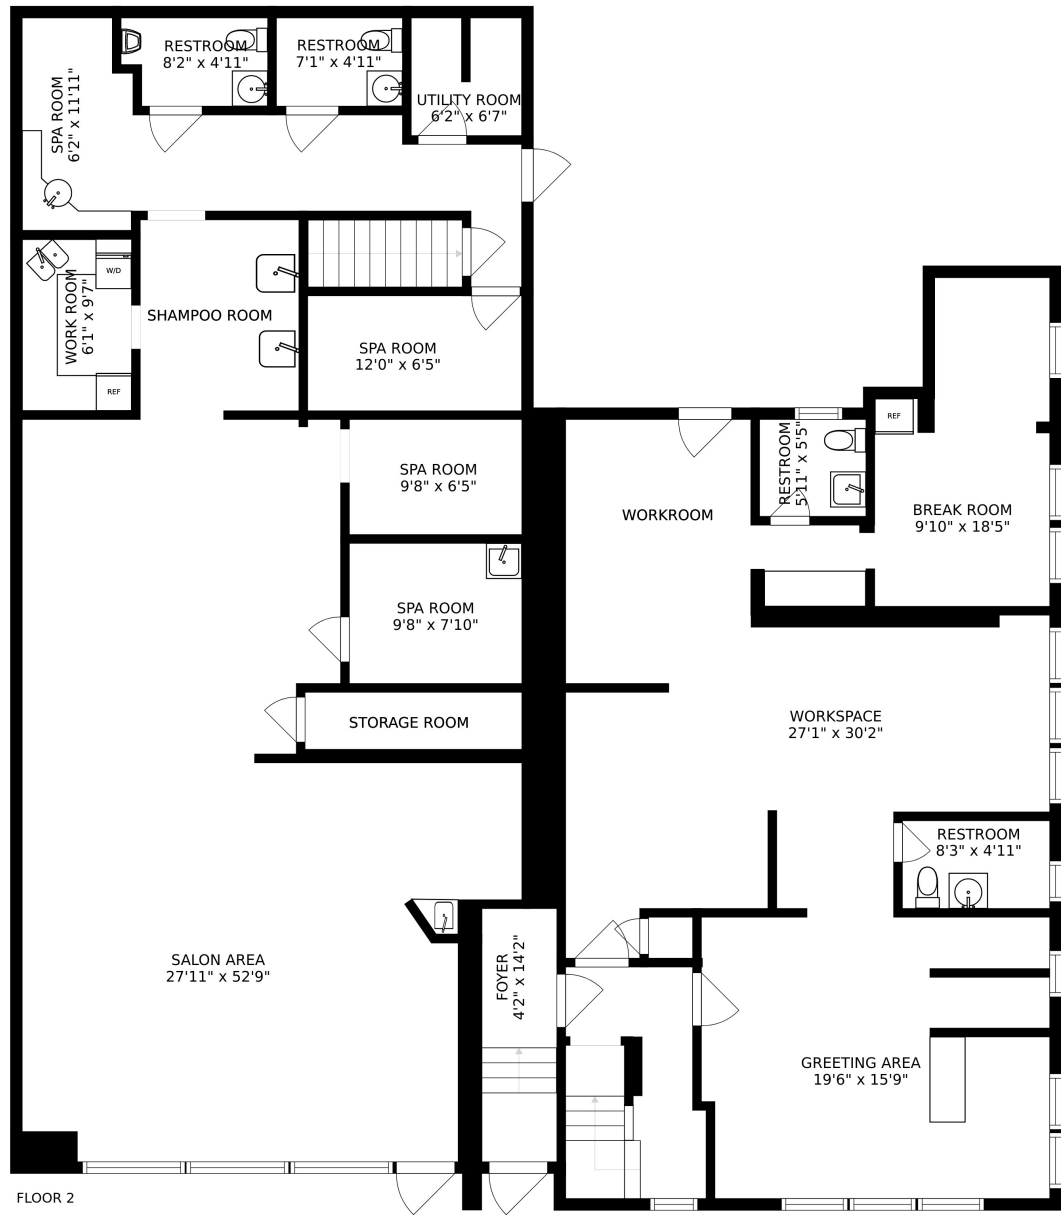 RESTROOM
8'2" x 4'11"
RESTROOM
7'1" x 4'11"
UTILITY ROOM
6'2" x 6'7"
SPA ROOM
6'2" x 11'11"
WORK ROOM
6'1" x 9'7"
W/D
REF
SHAMPOO ROOM
SPA ROOM
12'0" x 6'5"
SPA ROOM
9'8" x 6'5"
SPA ROOM
9'8" x 7'10"
STORAGE ROOM
SALON AREA
27'11" x 52'9"
FOYER
4'2" x 14'2"
WORKROOM
RESTROOM
5'11" x 5'5"
REF
BREAK ROOM
9'10" x 18'5"
WORKSPACE
27'1" x 30'2"
RESTROOM
8'3" x 4'11"
GREETING AREA
19'6" x 15'9"
FLOOR 2